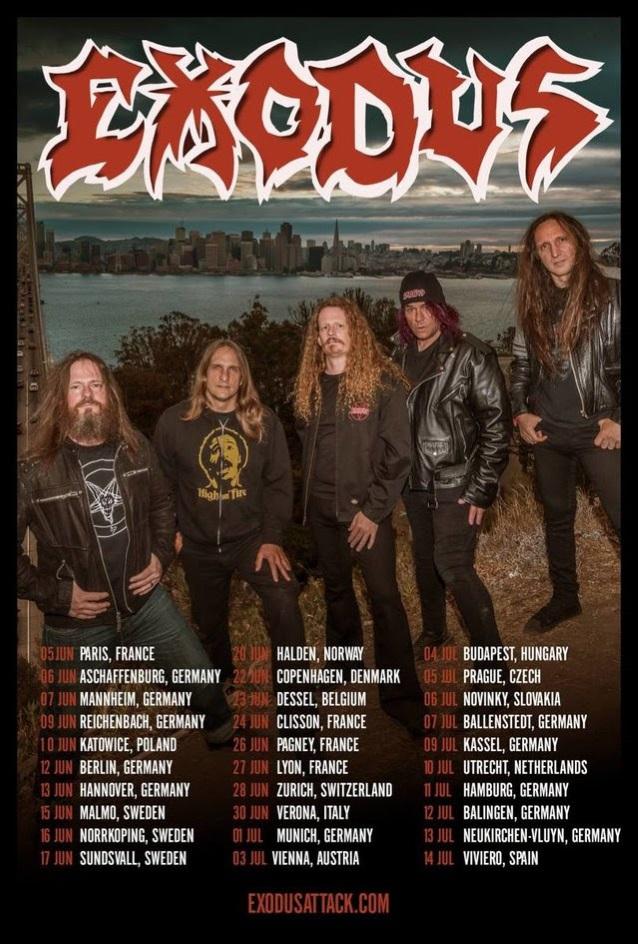 EXODUS
High on Fire
05 JUN PARIS, FRANCE
06 JUN ASCHAFFENBURG, GERMANY
07 JUN MANNHEIM, GERMANY
09 JUN REICHENBACH, GERMANY
10 JUN KATOWICE, POLAND
12 JUN BERLIN, GERMANY
13 JUN HANNOVER, GERMANY
15 JUN MALMO, SWEDEN
16 JUN NORRKOPING, SWEDEN
17 JUN SUNDSVALL, SWEDEN
20 JUN HALDEN, NORWAY
22 JUN COPENHAGEN, DENMARK
23 JUN DESSEL, BELGIUM
24 JUN CLISSON, FRANCE
26 JUN PAGNEY, FRANCE
27 JUN LYON, FRANCE
28 JUN ZURICH, SWITZERLAND
30 JUN VERONA, ITALY
01 JUL MUNICH, GERMANY
03 JUL VIENNA, AUSTRIA
04 JUL BUDAPEST, HUNGARY
05 JUL PRAGUE, CZECH
06 JUL NOVINKY, SLOVAKIA
07 JUL BALLENSTEDT, GERMANY
09 JUL KASSEL, GERMANY
10 JUL UTRECHT, NETHERLANDS
11 JUL HAMBURG, GERMANY
12 JUL BALINGEN, GERMANY
13 JUL NEUKIRCHEN-VLUYN, GERMANY
14 JUL VIVIERO, SPAIN
EXODUSATTACK.COM